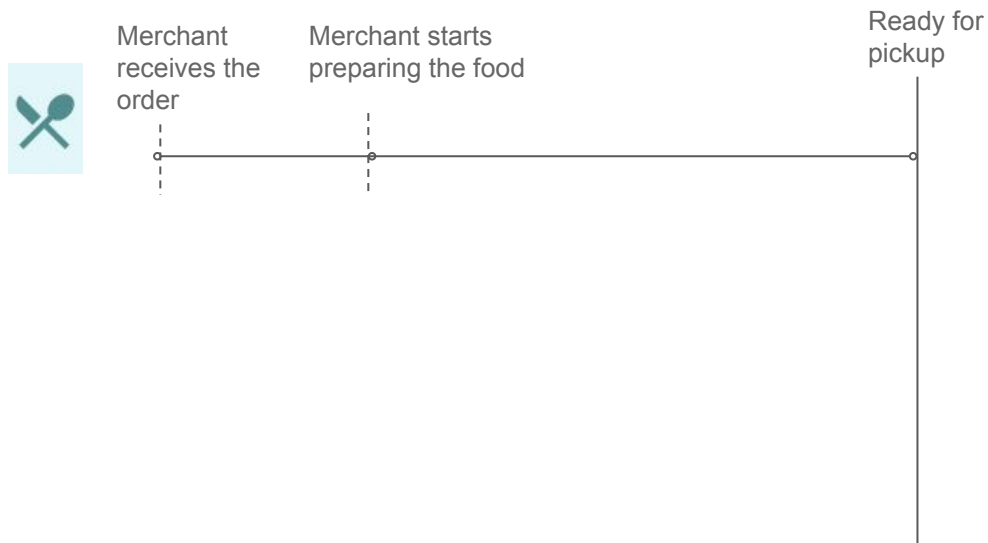 Merchant
receives the
order
Merchant starts
preparing the food
Ready for
pickup